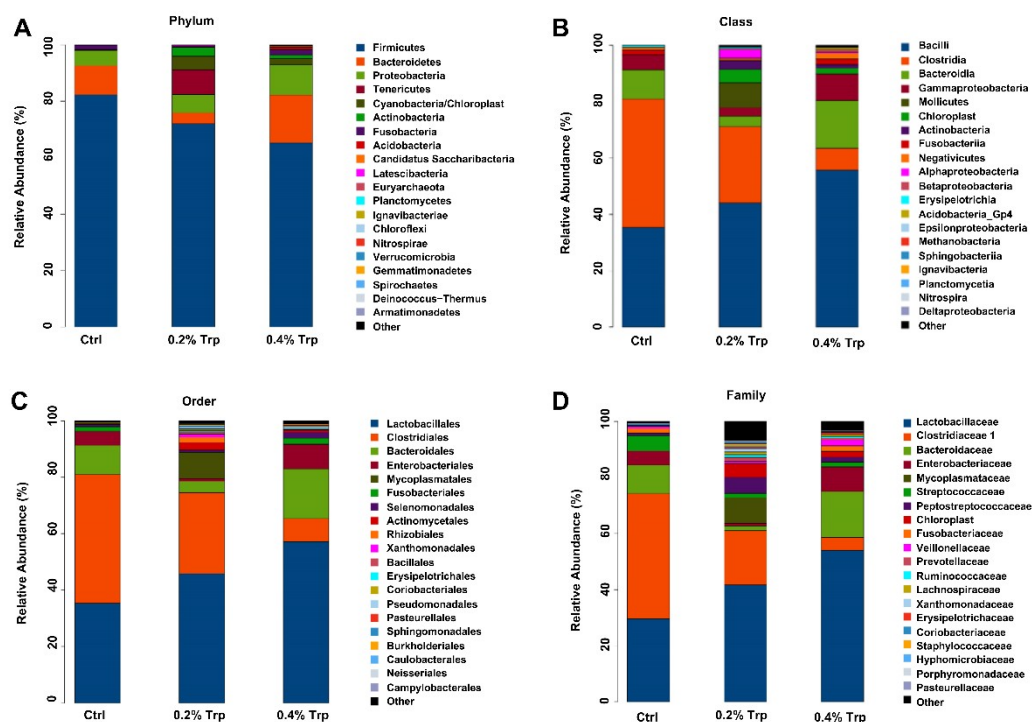 A
Phylum
Relative Abundance (%)
0
20
40
60
80
100
Ctrl
0.2% Trp
0.4% Trp
Firmicutes
Bacteroidetes
Proteobacteria
Tenericutes
Cyanobacteria/Chloroplast
Actinobacteria
Fusobacteria
Acidobacteria
Candidatus Saccharibacteria
Latescibacteria
Euryarchaeota
Planctomycetes
Ignavibacteriae
Chloroflexi
Nitrospirae
Verrucomicrobia
Gemmatimonadetes
Spirochaetes
Deinococcus-Thermus
Armatimonadetes
Other
B
Class
Relative Abundance (%)
0
20
40
60
80
100
Ctrl
0.2% Trp
0.4% Trp
Bacilli
Clostridia
Bacteroidia
Gammaproteobacteria
Mollicutes
Chloroplast
Actinobacteria
Fusobacteriia
Negativicutes
Alphaproteobacteria
Betaproteobacteria
Erysipelotrichia
Acidobacteria_Gp4
Epsilonproteobacteria
Methanobacteria
Sphingobacteriia
Ignavibacteria
Planctomycetia
Nitrospira
Deltaproteobacteria
Other
C
Order
Relative Abundance (%)
0
20
40
60
80
100
Ctrl
0.2% Trp
0.4% Trp
Lactobacillales
Clostridiales
Bacteroidales
Enterobacteriales
Mycoplasmatales
Fusobacteriales
Selenomonadales
Actinomycetales
Rhizobiales
Xanthomonadales
Bacillales
Erysipelotrichales
Coriobacteriales
Pseudomonadales
Pasteurellales
Sphingomonadales
Burkholderiales
Caulobacterales
Neisseriales
Campylobacterales
Other
D
Family
Relative Abundance (%)
0
20
40
60
80
100
Ctrl
0.2% Trp
0.4% Trp
Lactobacillaceae
Clostridiaceae 1
Bacteroidaceae
Enterobacteriaceae
Mycoplasmataceae
Streptococcaceae
Peptostreptococcaceae
Chloroplast
Fusobacteriaceae
Veillonellaceae
Prevotellaceae
Ruminococcaceae
Lachnospiraceae
Xanthomonadaceae
Erysipelotrichaceae
Coriobacteriaceae
Staphylococcaceae
Hyphomicrobiaceae
Porphyromonadaceae
Pasteurellaceae
Other